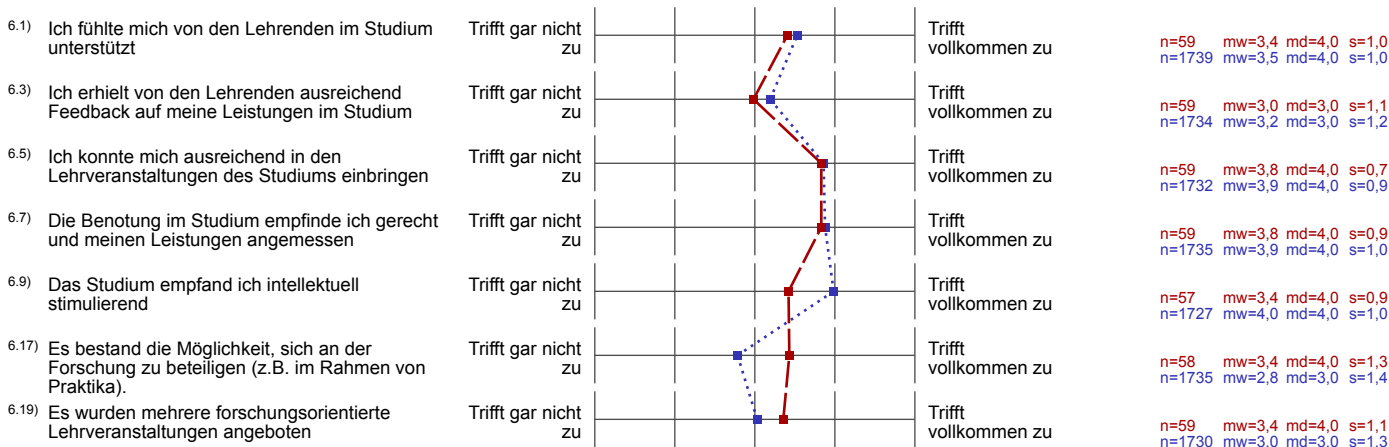 6.1) Ich fühlte mich von den Lehrenden im Studium
unterstützt
Trifft gar nicht
zu
Trifft
vollkommen zu
n=59 mw=3,4 md=4,0 s=1,0
n=1739 mw=3,5 md=4,0 s=1,0
6.3) Ich erhielt von den Lehrenden ausreichend
Feedback auf meine Leistungen im Studium
Trifft gar nicht
zu
Trifft
vollkommen zu
n=59 mw=3,0 md=3,0 s=1,1
n=1734 mw=3,2 md=3,0 s=1,2
6.5) Ich konnte mich ausreichend in den
Lehrveranstaltungen des Studiums einbringen
Trifft gar nicht
zu
Trifft
vollkommen zu
n=59 mw=3,8 md=4,0 s=0,7
n=1732 mw=3,9 md=4,0 s=0,9
6.7) Die Benotung im Studium empfinde ich gerecht
und meinen Leistungen angemessen
Trifft gar nicht
zu
Trifft
vollkommen zu
n=59 mw=3,8 md=4,0 s=0,9
n=1735 mw=3,9 md=4,0 s=1,0
6.9) Das Studium empfand ich intellektuell
stimulierend
Trifft gar nicht
zu
Trifft
vollkommen zu
n=57 mw=3,4 md=4,0 s=0,9
n=1727 mw=4,0 md=4,0 s=1,0
6.17) Es bestand die Möglichkeit, sich an der
Forschung zu beteiligen (z.B. im Rahmen von
Praktika).
Trifft gar nicht
zu
Trifft
vollkommen zu
n=58 mw=3,4 md=4,0 s=1,3
n=1735 mw=2,8 md=3,0 s=1,4
6.19) Es wurden mehrere forschungsorientierte
Lehrveranstaltungen angeboten
Trifft gar nicht
zu
Trifft
vollkommen zu
n=59 mw=3,4 md=4,0 s=1,1
n=1730 mw=3,0 md=3,0 s=1,3